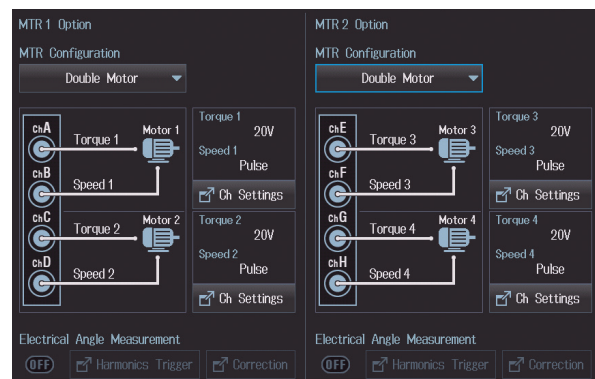 MTR 1 Option
MTR Configuration
Double Motor
chA
Torque 1
Motor 1
chB
Speed 1
Torque 1
20V
Speed 1
Pulse
Ch Settings
chC
Torque 2
Motor 2
chD
Speed 2
Torque 2
20V
Speed 2
Pulse
Ch Settings
Electrical Angle Measurement
OFF
Harmonics Trigger
Correction
MTR 2 Option
MTR Configuration
Double Motor
chE
Torque 3
Motor 3
chF
Speed 3
Torque 3
20V
Speed 3
Pulse
Ch Settings
chG
Torque 4
Motor 4
chH
Speed 4
Torque 4
20V
Speed 4
Pulse
Ch Settings
Electrical Angle Measurement
OFF
Harmonics Trigger
Correction